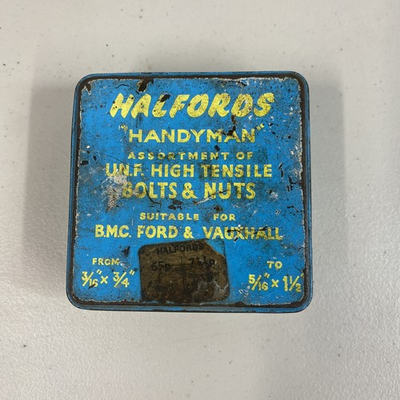 HALFORDS
"HANDYMAN"
ASSORTMENT OF
U.N.F. HIGH TENSILE
BOLTS & NUTS
SUITABLE FOR
B.M.C. FORD & VAUXHALL
HALFORDS
65p
FROM TO
3/16" x 3/4" 5/16" x 1 1/2"